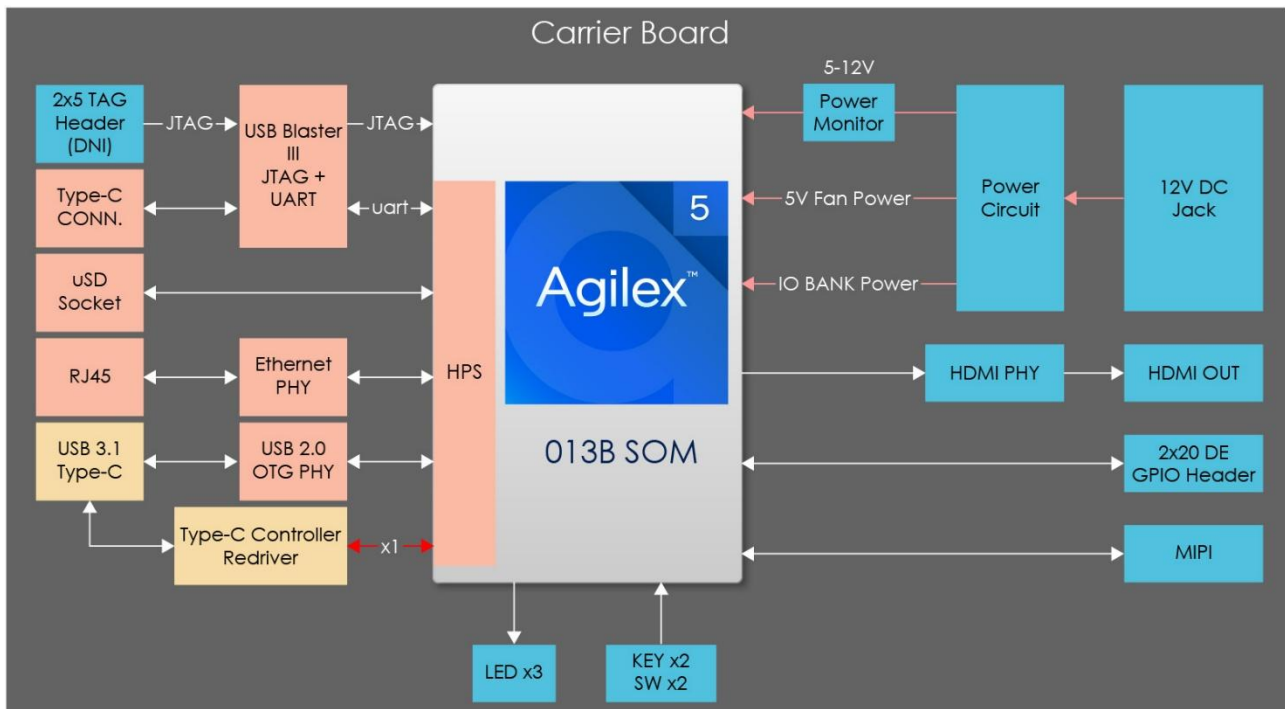 Carrier Board
2x5 TAG
Header
(DNI)
JTAG
USB Blaster
III
JTAG +
UART
JTAG
uart
Type-C
CONN.
uSD
Socket
RJ45
Ethernet
PHY
USB 3.1
Type-C
USB 2.0
OTG PHY
Type-C Controller
Redriver
x1
HPS
5
Agilex™
013B SOM
5-12V
Power
Monitor
5V Fan Power
IO BANK Power
Power
Circuit
12V DC
Jack
HDMI PHY
HDMI OUT
2x20 DE
GPIO Header
MIPI
LED x3
KEY x2
SW x2